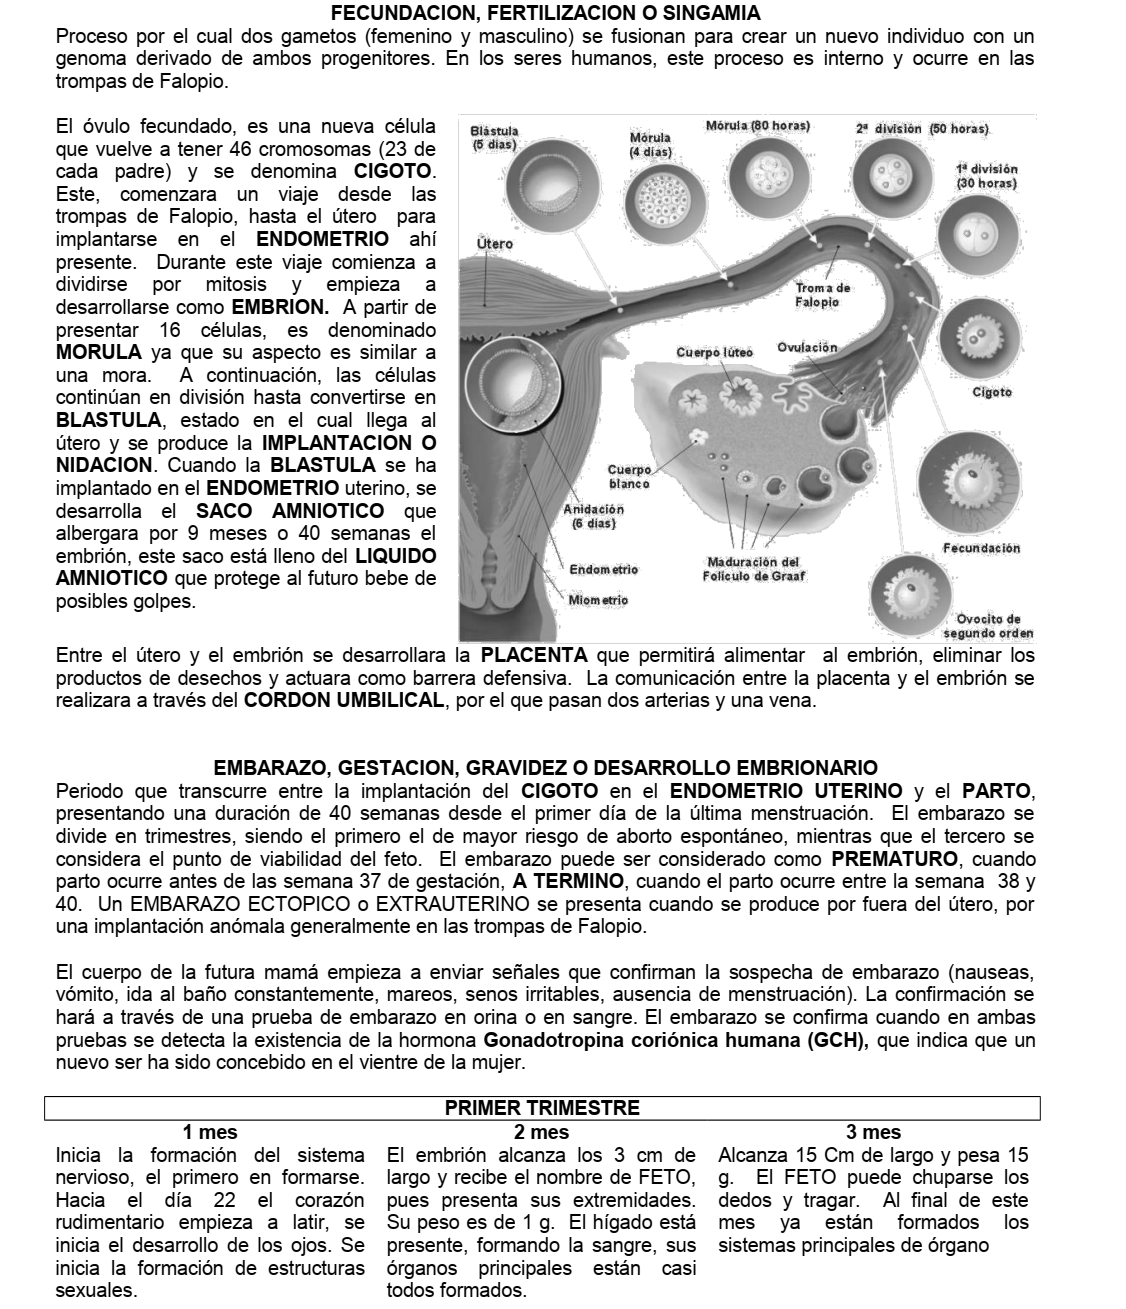 FECUNDACION, FERTILIZACION O SINGAMIA
Proceso por el cual dos gametos (femenino y masculino) se fusionan para crear un nuevo individuo con un
genoma derivado de ambos progenitores. En los seres humanos, este proceso es interno y ocurre en las
trompas de Falopio.
El óvulo fecundado, es una nueva célula
que vuelve a tener 46 cromosomas (23 de
cada padre) y se denomina CIGOTO.
Este, comenzara un viaje desde las
trompas de Falopio, hasta el útero para
implantarse en el ENDOMETRIO ahí
presente. Durante este viaje comienza a
dividirse por mitosis y empieza a
desarrollarse como EMBRION. A partir de
presentar 16 células, es denominado
MORULA ya que su aspecto es similar a
una mora. A continuación, las células
continúan en división hasta convertirse en
BLASTULA, estado en el cual llega al
útero y se produce la IMPLANTACION O
NIDACION. Cuando la BLASTULA se ha
implantado en el ENDOMETRIO uterino, se
desarrolla el SACO AMNIOTICO que
albergara por 9 meses o 40 semanas el
embrión, este saco está lleno del LIQUIDO
AMNIOTICO que protege al futuro bebe de
posibles golpes.
Blástula
(5 días)
Mórula
(4 días)
Mórula (80 horas)
2ª división (50 horas)
1ª división
(30 horas)
Útero
Troma de
Falopio
Cuerpo lúteo
Ovulación
Cigoto
Cuerpo
blanco
Anidación
(6 días)
Fecundación
Endometrio
Maduración del
Folículo de Graaf
Miometrio
Ovocito de
segundo orden
Entre el útero y el embrión se desarrollara la PLACENTA que permitirá alimentar al embrión, eliminar los
productos de desechos y actuara como barrera defensiva. La comunicación entre la placenta y el embrión se
realizara a través del CORDON UMBILICAL, por el que pasan dos arterias y una vena.
EMBARAZO, GESTACION, GRAVIDEZ O DESARROLLO EMBRIONARIO
Periodo que transcurre entre la implantación del CIGOTO en el ENDOMETRIO UTERINO y el PARTO,
presentando una duración de 40 semanas desde el primer día de la última menstruación. El embarazo se
divide en trimestres, siendo el primero el de mayor riesgo de aborto espontáneo, mientras que el tercero se
considera el punto de viabilidad del feto. El embarazo puede ser considerado como PREMATURO, cuando
parto ocurre antes de las semana 37 de gestación, A TERMINO, cuando el parto ocurre entre la semana 38 y
40. Un EMBARAZO ECTOPICO o EXTRAUTERINO se presenta cuando se produce por fuera del útero, por
una implantación anómala generalmente en las trompas de Falopio.
El cuerpo de la futura mamá empieza a enviar señales que confirman la sospecha de embarazo (nauseas,
vómito, ida al baño constantemente, mareos, senos irritables, ausencia de menstruación). La confirmación se
hará a través de una prueba de embarazo en orina o en sangre. El embarazo se confirma cuando en ambas
pruebas se detecta la existencia de la hormona Gonadotropina coriónica humana (GCH), que indica que un
nuevo ser ha sido concebido en el vientre de la mujer.
PRIMER TRIMESTRE
1 mes
Inicia la formación del sistema
nervioso, el primero en formarse.
Hacia el día 22 el corazón
rudimentario empieza a latir, se
inicia el desarrollo de los ojos. Se
inicia la formación de estructuras
sexuales.
2 mes
El embrión alcanza los 3 cm de
largo y recibe el nombre de FETO,
pues presenta sus extremidades.
Su peso es de 1 g. El hígado está
presente, formando la sangre, sus
órganos principales están casi
todos formados.
3 mes
Alcanza 15 Cm de largo y pesa 15
g. El FETO puede chuparse los
dedos y tragar. Al final de este
mes ya están formados los
sistemas principales de órgano